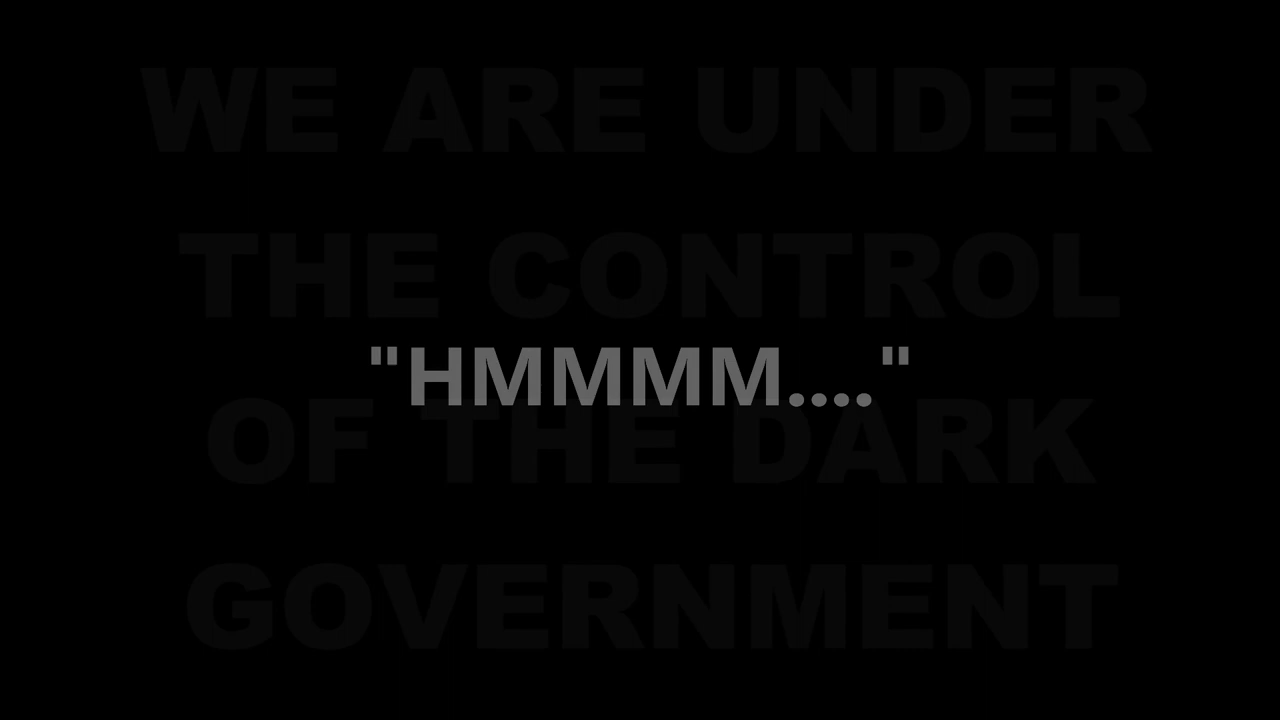 WE ARE UNDER
THE CONTROL
"HMMMM...."
OF THE DARK
GOVERNMENT